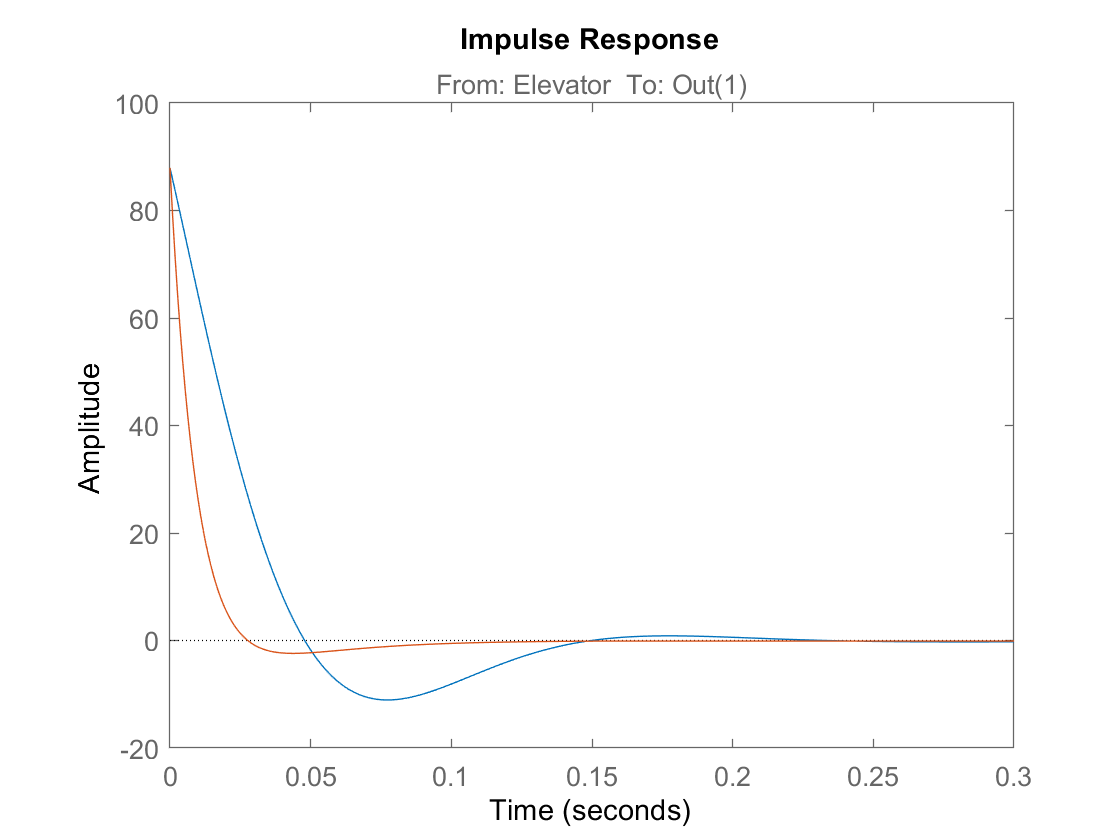 Impulse Response
From: Elevator  To: Out(1)
Amplitude
100
80
60
40
20
0
-20
0 0.05 0.1 0.15 0.2 0.25 0.3
Time (seconds)